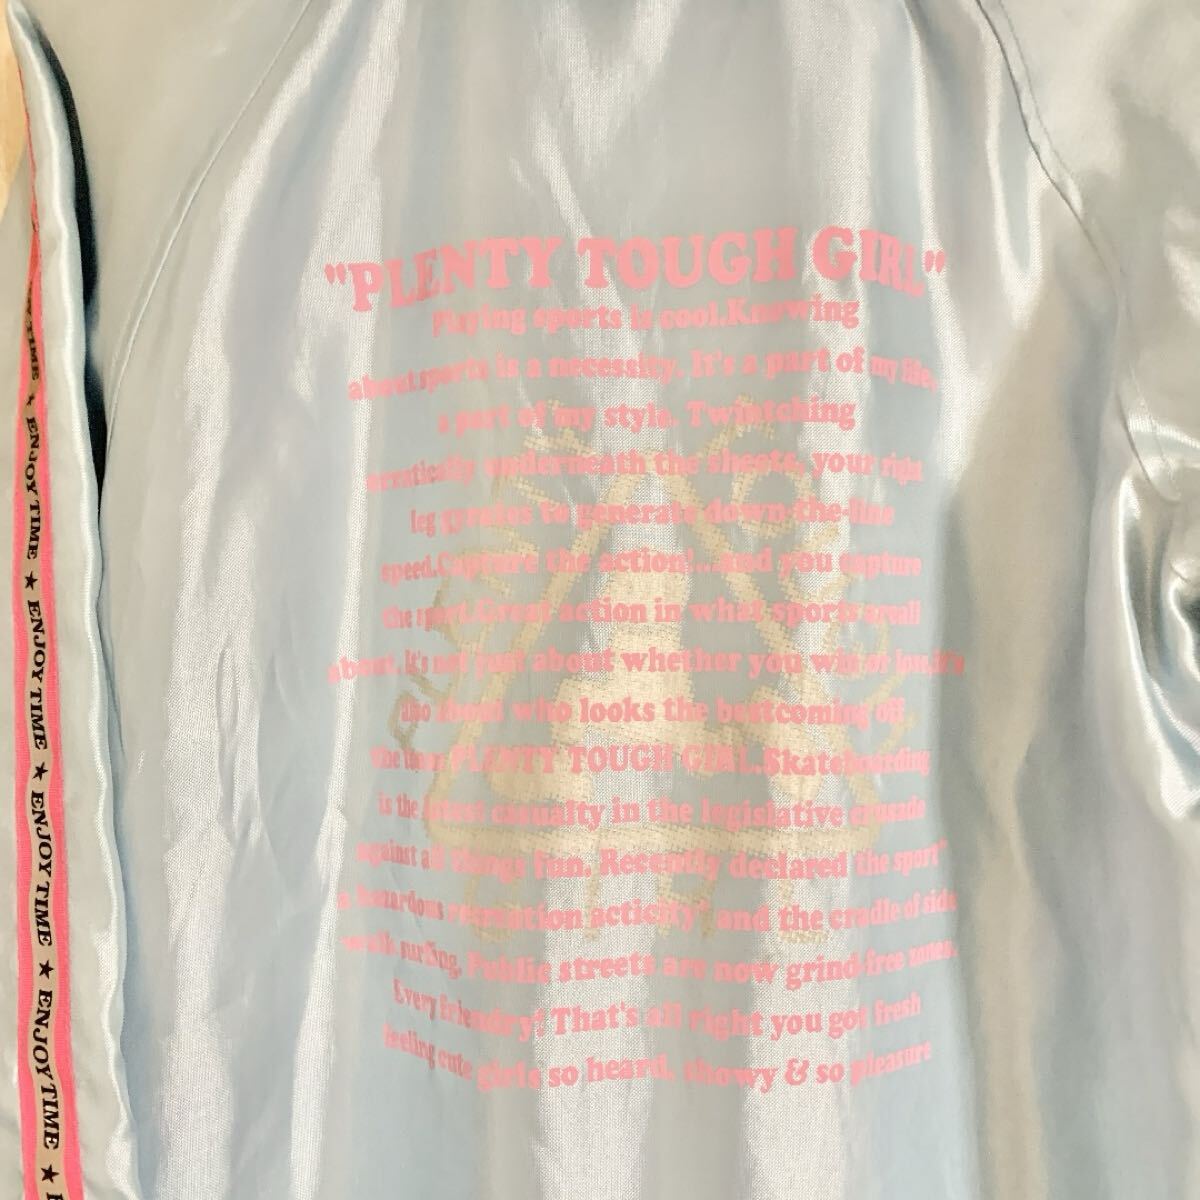 "PLENTY TOUGH GIRL"
Playing sports is cool.Knowing
about sports is a necessity. It's a part of my life,
a part of my style. Twintching
erratically underneath the sheets, your right
leg gyrates to generate down-the-line
speed.Capture the action!...and you capture
the sport.Great action in what sports areall
about. It's not just about whether you win or lose,it's
also about who looks the bestcoming off
the PLENTY TOUGH GIRL.Skateboarding
is the latest casualty in the legislative crusade
against all things fun. Recently declared the sport"
a hazardous recreation acticity" and the cradle of side
walk surfing. Public streets are now grind-free zones.
Every friendry! That's all right you got fresh
feeling cute girls so heard, showy & so pleasure
TIME ★ ENJOY TIME ★ ENJOY TIME ★ ENJOY TIME ★ ENJOY TIME ★